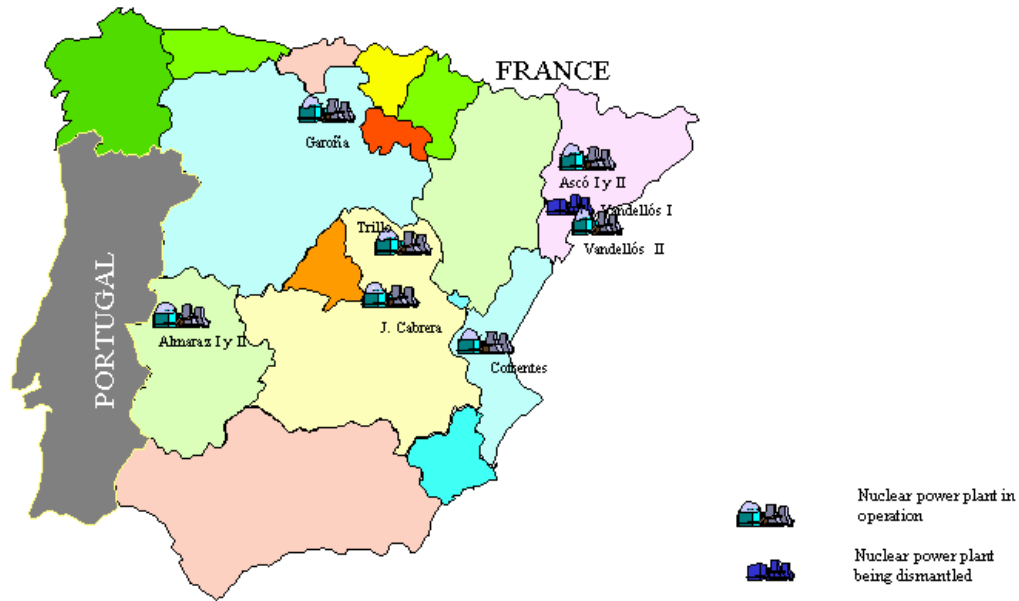 FRANCE
Garoña
Ascó I y II
Vandellós I
Trillo
Vandellós II
PORTUGAL
J. Cabrera
Almaraz I y II
Cofrentes
Nuclear power plant in
operation
Nuclear power plant
being dismantled